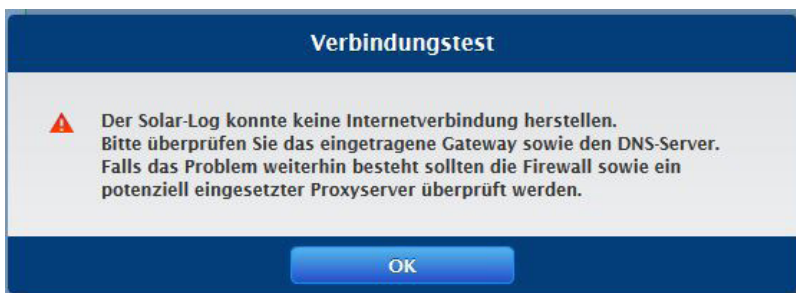 Verbindungstest
Der Solar-Log konnte keine Internetverbindung herstellen.
Bitte überprüfen Sie das eingetragene Gateway sowie den DNS-Server.
Falls das Problem weiterhin besteht sollten die Firewall sowie ein
potenziell eingesetzter Proxyserver überprüft werden.
OK